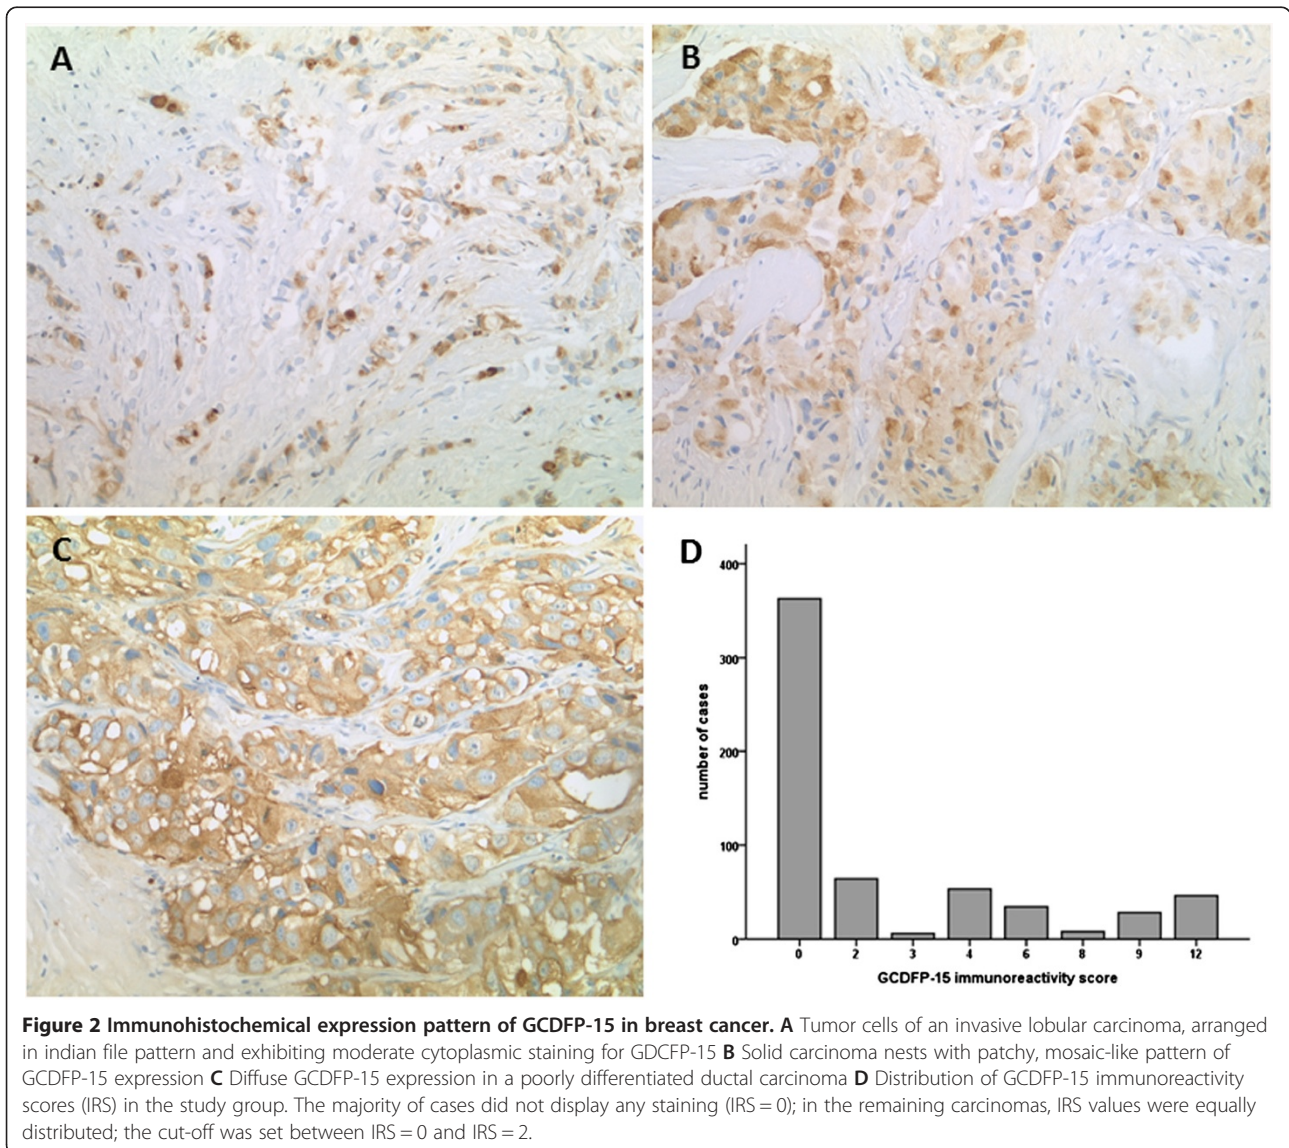 A
B
C
D
400
300
200
100
0
number of cases
0 2 3 4 6 8 9 12
GCDFP-15 immunoreactivity score
Figure 2 Immunohistochemical expression pattern of GCDFP-15 in breast cancer. A Tumor cells of an invasive lobular carcinoma, arranged
in indian file pattern and exhibiting moderate cytoplasmic staining for GDCFP-15 B Solid carcinoma nests with patchy, mosaic-like pattern of
GCDFP-15 expression C Diffuse GCDFP-15 expression in a poorly differentiated ductal carcinoma D Distribution of GCDFP-15 immunoreactivity
scores (IRS) in the study group. The majority of cases did not display any staining (IRS = 0); in the remaining carcinomas, IRS values were equally
distributed; the cut-off was set between IRS = 0 and IRS = 2.